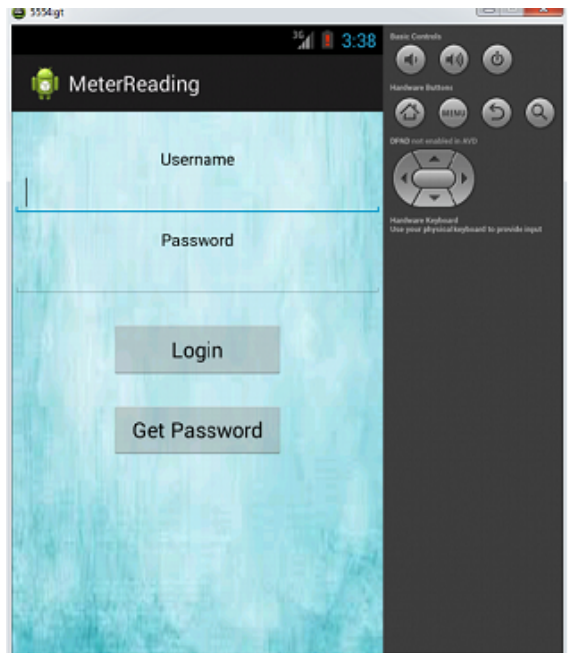 5554:gt
3G 3:38
MeterReading
Username
Password
Login
Get Password
Basic Controls
Hardware Buttons
MENU
DPAD not enabled in AVD
Hardware Keyboard
Use your physical keyboard to provide input